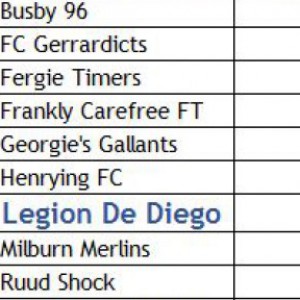 Busby 96
FC Gerrardicts
Fergie Timers
Frankly Carefree FT
Georgie's Gallants
Henrying FC
Legion De Diego
Milburn Merlins
Ruud Shock